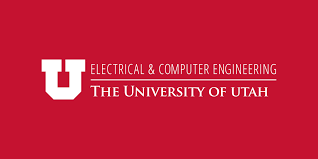 U
ELECTRICAL & COMPUTER ENGINEERING
THE UNIVERSITY OF UTAH